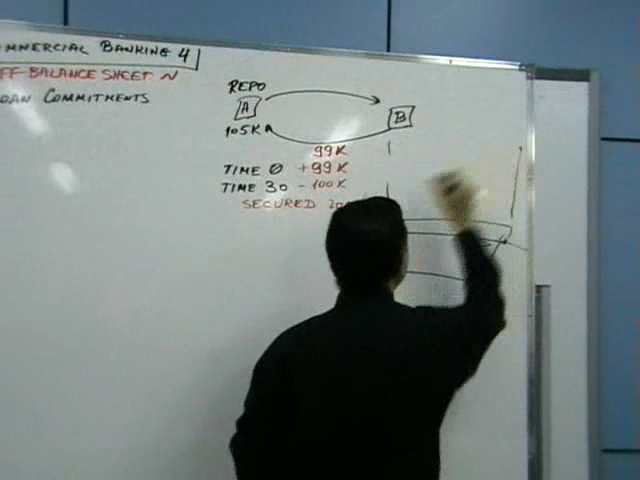 MMERCIAL BANKING 4
FF-BALANCE SHEET N
OAN COMMITMENTS
REPO
A
B
105K
99K
TIME 0 +99K
TIME 30 -100K
SECURED